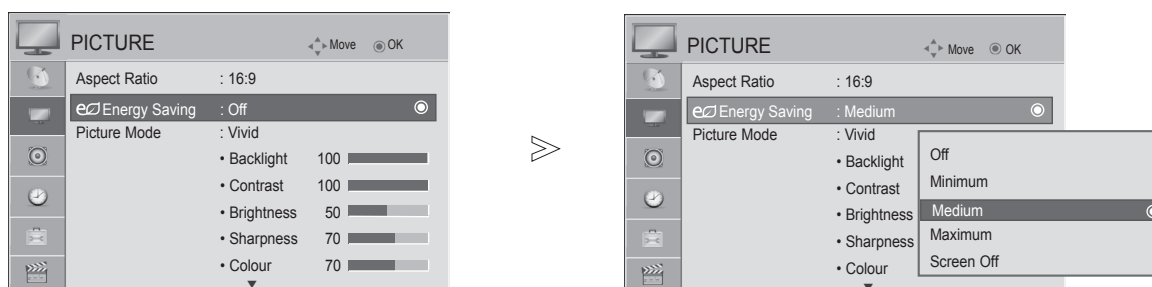 PICTURE Move OK
Aspect Ratio : 16:9
Energy Saving : Off
Picture Mode : Vivid
• Backlight 100
• Contrast 100
• Brightness 50
• Sharpness 70
• Colour 70
PICTURE Move OK
Aspect Ratio : 16:9
Energy Saving : Medium
Picture Mode : Vivid
• Backlight
• Contrast
• Brightness
• Sharpness
• Colour
Off
Minimum
Medium
Maximum
Screen Off